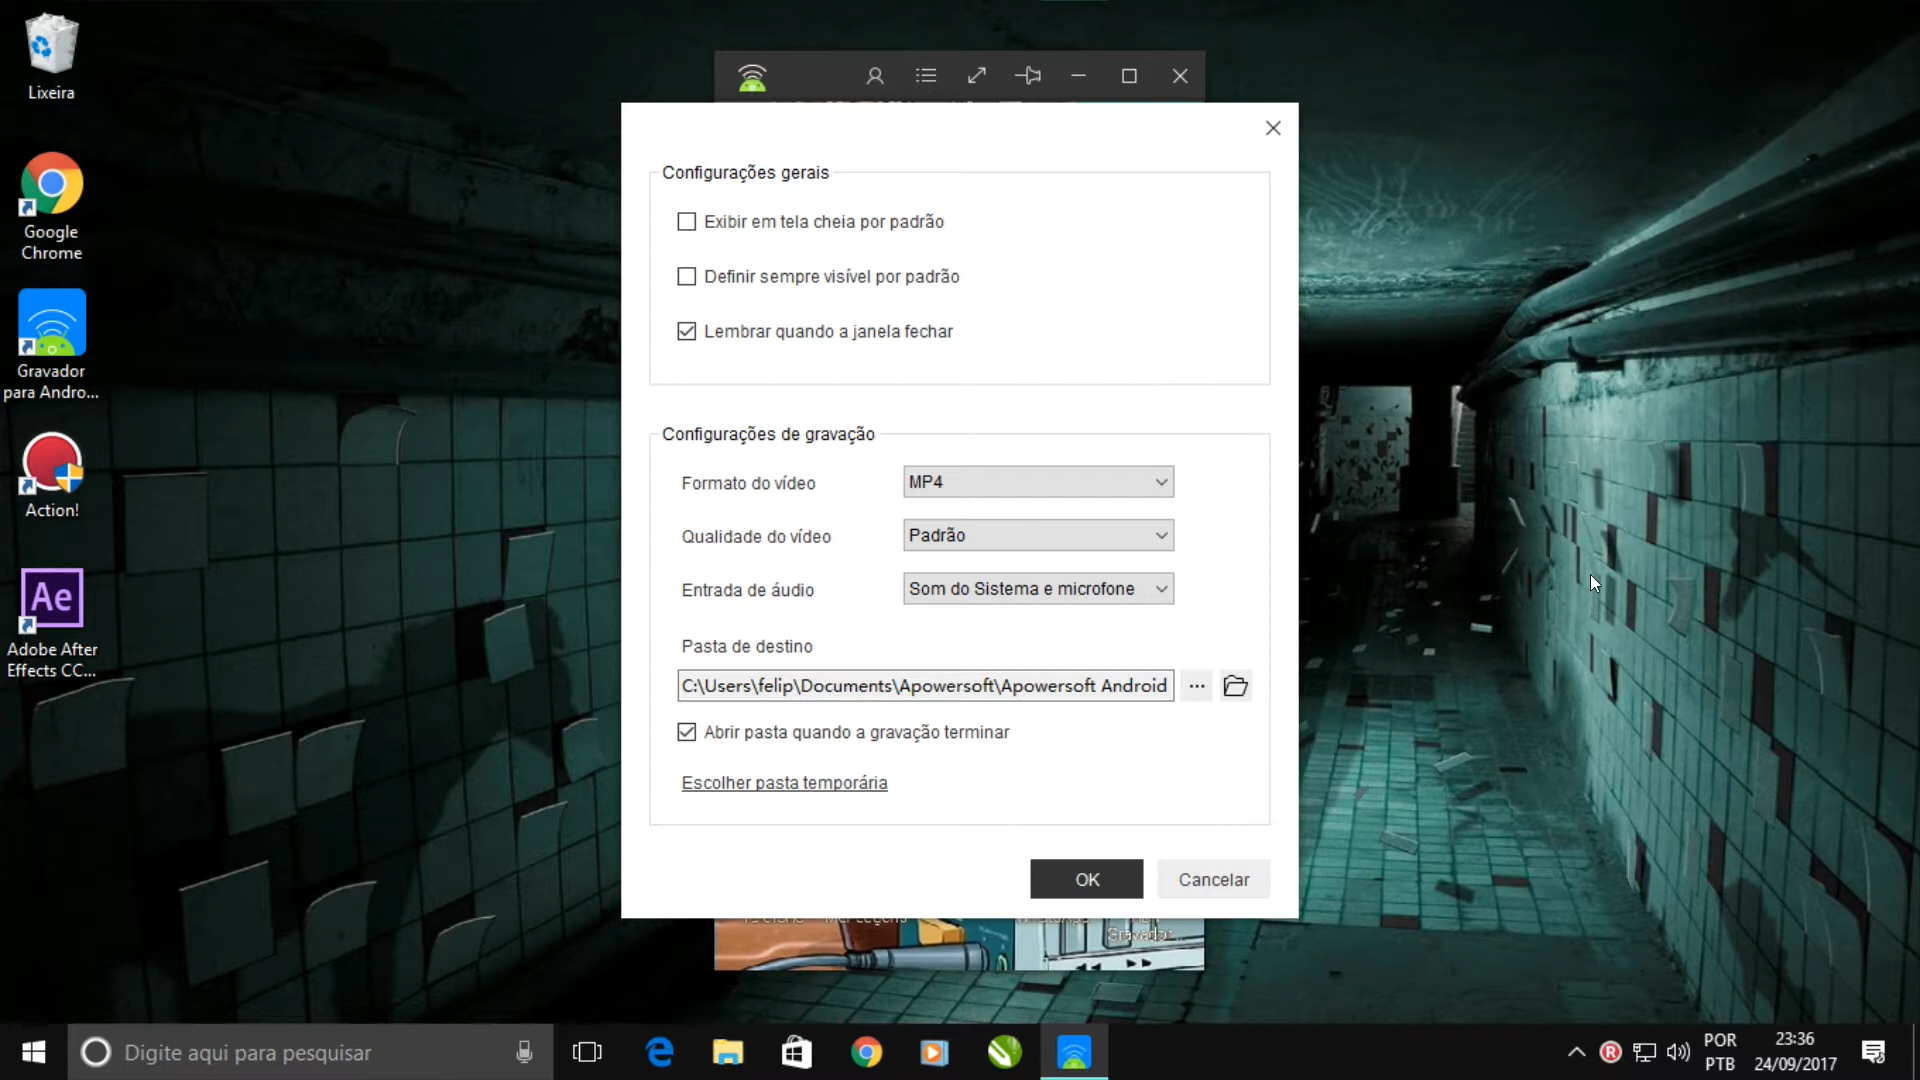 Lixeira
Google
Chrome
Gravador
para Andro...
Action!
Ae
Adobe After
Effects CC...
Configurações gerais
Exibir em tela cheia por padrão
Definir sempre visível por padrão
Lembrar quando a janela fechar
Configurações de gravação
Formato do vídeo
MP4
Qualidade do vídeo
Padrão
Entrada de áudio
Som do Sistema e microfone
Pasta de destino
C:\Users\felip\Documents\Apowersoft\Apowersoft Android
...
Abrir pasta quando a gravação terminar
Escolher pasta temporária
OK
Cancelar
Gravador...
Digite aqui para pesquisar
POR
PTB
23:36
24/09/2017